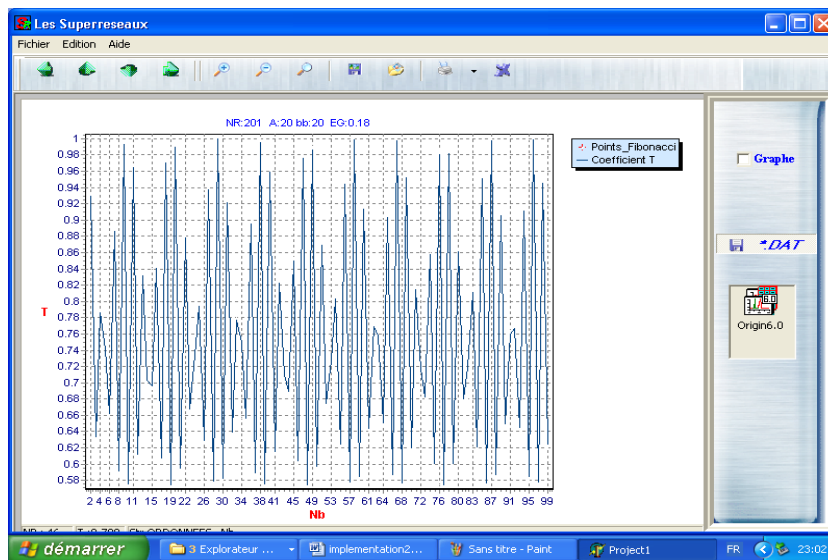 Les Superreseaux
Fichier Edition Aide
NR:201 A:20 bb:20 EG:0.18
1
0.98
0.96
0.94
0.92
0.9
0.88
0.86
0.84
0.82
0.8
0.78
0.76
0.74
0.72
0.7
0.68
0.66
0.64
0.62
0.6
0.58
T
2 4 6 8 11 15 19 22 26 30 34 38 41 45 49 53 57 61 64 68 72 76 80 83 87 91 95 99
Nb
Points_Fibonacci
Coefficient T
Graphe
*.DAT
6.0
Origin6.0
démarrer
3 Explorateur ...
implementation2...
Sans titre - Paint
Project1
FR
23:02